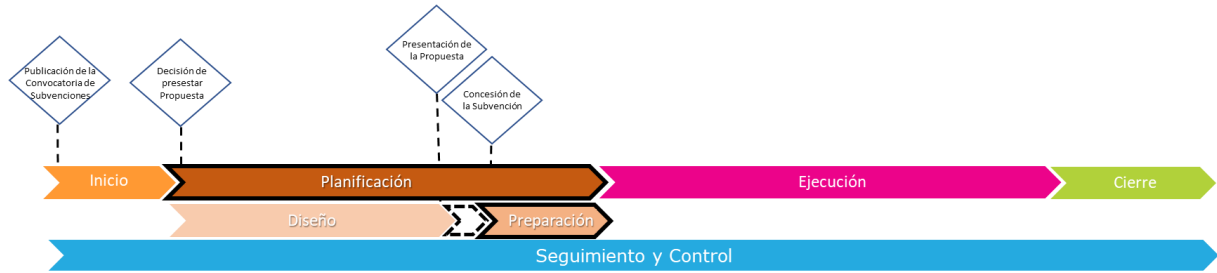 Publicación de la
Convocatoria de
Subvenciones
Decisión de
presestar
Propuesta
Presentación de
la Propuesta
Concesión de
la Subvención
Inicio
Planificación
Ejecución
Cierre
Diseño
Preparación
Seguimiento y Control